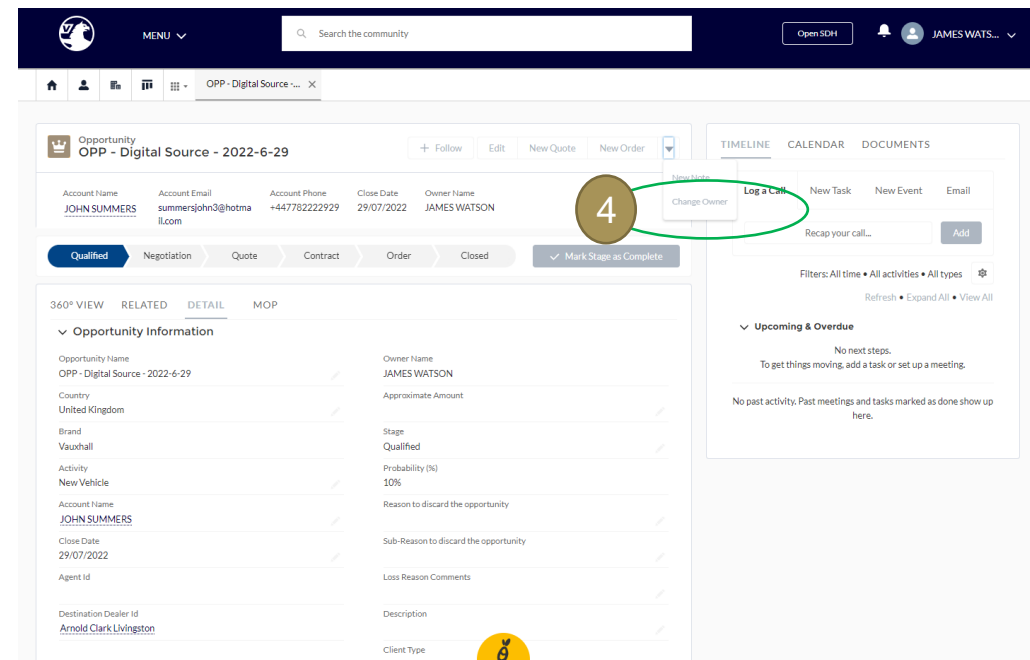 MENU
Search the community
Open SDH
JAMES WATS...
OPP - Digital Source -...
Opportunity
OPP - Digital Source - 2022-6-29
+ Follow
Edit
New Quote
New Order
New Note
Change Owner
Account Name
Account Email
Account Phone
Close Date
Owner Name
JOHN SUMMERS
summersjohn3@hotma
il.com
+447782222929
29/07/2022
JAMES WATSON
4
Qualified
Negotiation
Quote
Contract
Order
Closed
Mark Stage as Complete
TIMELINE
CALENDAR
DOCUMENTS
Log a Call
New Task
New Event
Email
Recap your call...
Add
Filters: All time • All activities • All types
Refresh • Expand All • View All
Upcoming & Overdue
No next steps.
To get things moving, add a task or set up a meeting.
No past activity. Past meetings and tasks marked as done show up
here.
360° VIEW
RELATED
DETAIL
MOP
Opportunity Information
Opportunity Name
OPP - Digital Source - 2022-6-29
Owner Name
JAMES WATSON
Country
United Kingdom
Approximate Amount
Brand
Vauxhall
Stage
Qualified
Activity
New Vehicle
Probability (%)
10%
Account Name
JOHN SUMMERS
Reason to discard the opportunity
Close Date
29/07/2022
Sub-Reason to discard the opportunity
Agent Id
Loss Reason Comments
Destination Dealer Id
Arnold Clark Livingston
Description
Client Type